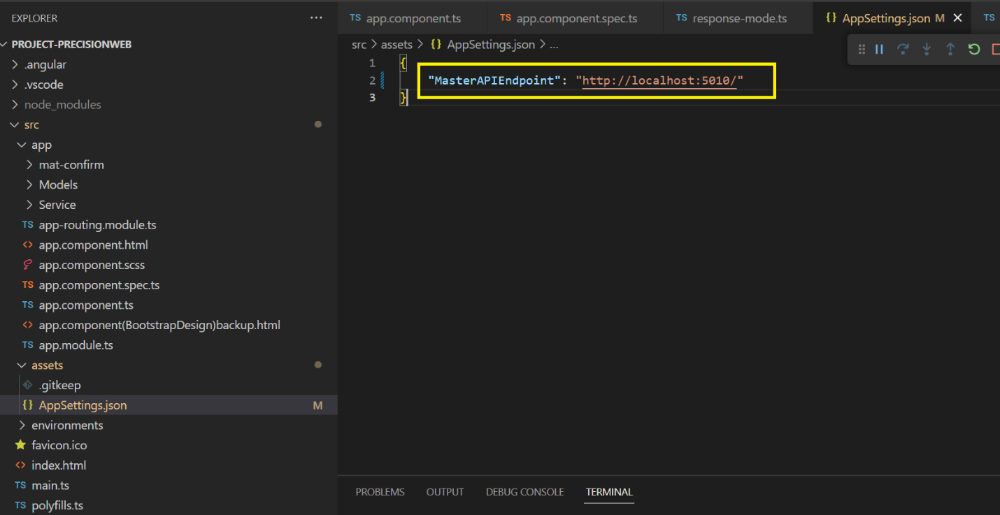 EXPLORER
PROJECT-PRECISIONWEB
.angular
.vscode
node_modules
src
app
mat-confirm
Models
Service
TS app-routing.module.ts
<> app.component.html
app.component.scss
TS app.component.spec.ts
TS app.component.ts
<> app.component(BootstrapDesign)backup.html
TS app.module.ts
assets
.gitkeep
{} AppSettings.json M
environments
favicon.ico
<> index.html
TS main.ts
TS polyfills.ts
TS app.component.ts TS app.component.spec.ts TS response-mode.ts {} AppSettings.json M TS
src > assets > {} AppSettings.json > ...
1 {
2 "MasterAPIEndpoint": "http://localhost:5010/"
3 }
PROBLEMS OUTPUT DEBUG CONSOLE TERMINAL